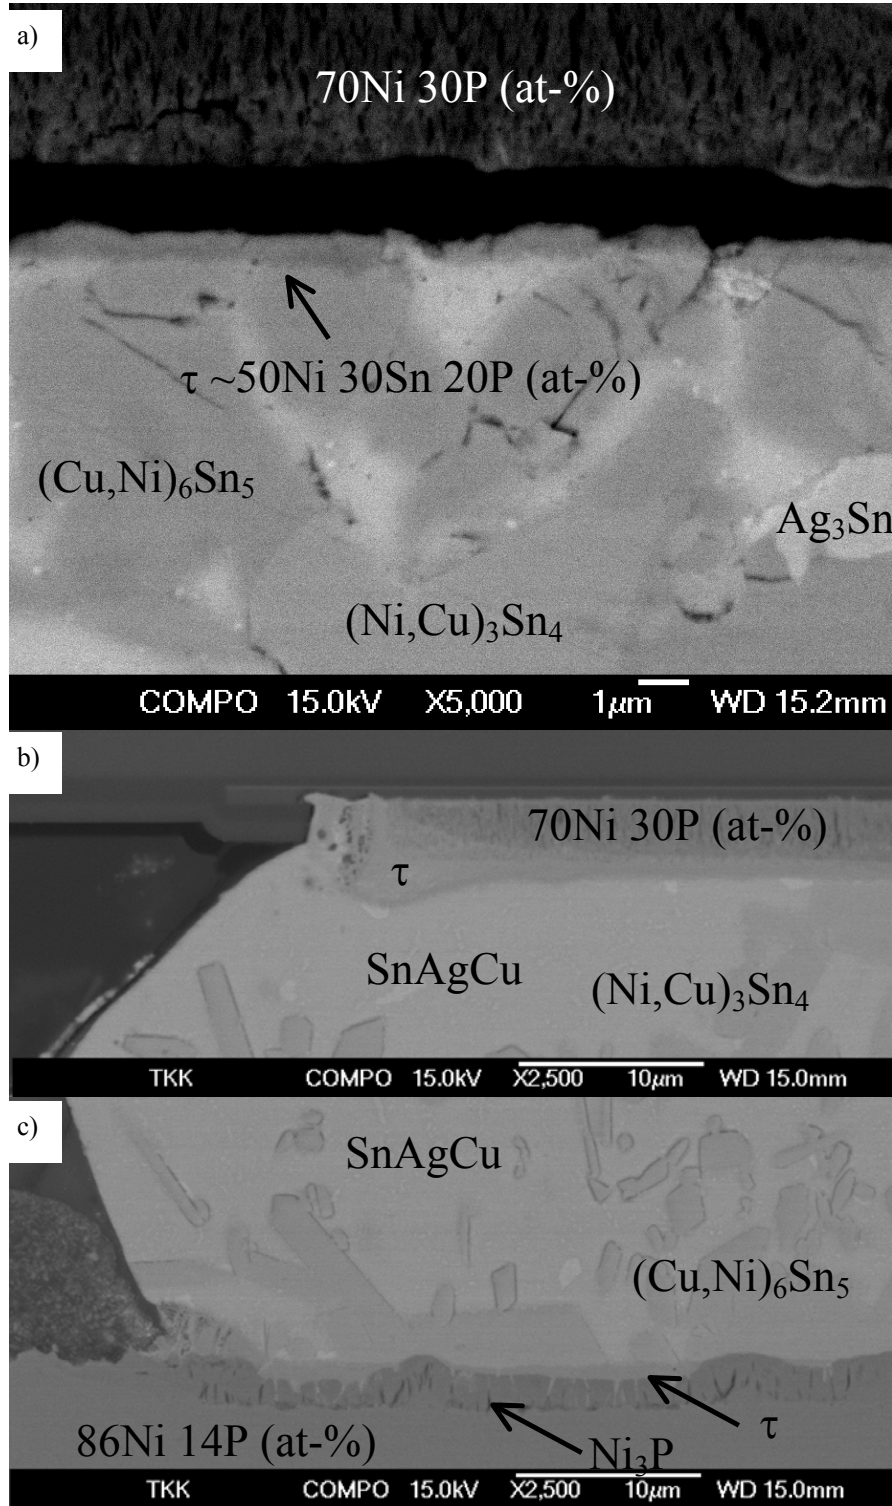 a)
70Ni 30P (at-%)
τ ~50Ni 30Sn 20P (at-%)
(Cu,Ni)₆Sn₅
Ag₃Sn
(Ni,Cu)₃Sn₄
COMPO 15.0kV X5,000 1μm WD 15.2mm
b)
70Ni 30P (at-%)
τ
SnAgCu
(Ni,Cu)₃Sn₄
TKK COMPO 15.0kV X2,500 10μm WD 15.0mm
c)
SnAgCu
(Cu,Ni)₆Sn₅
τ
86Ni 14P (at-%)
Ni₃P
TKK COMPO 15.0kV X2,500 10μm WD 15.0mm